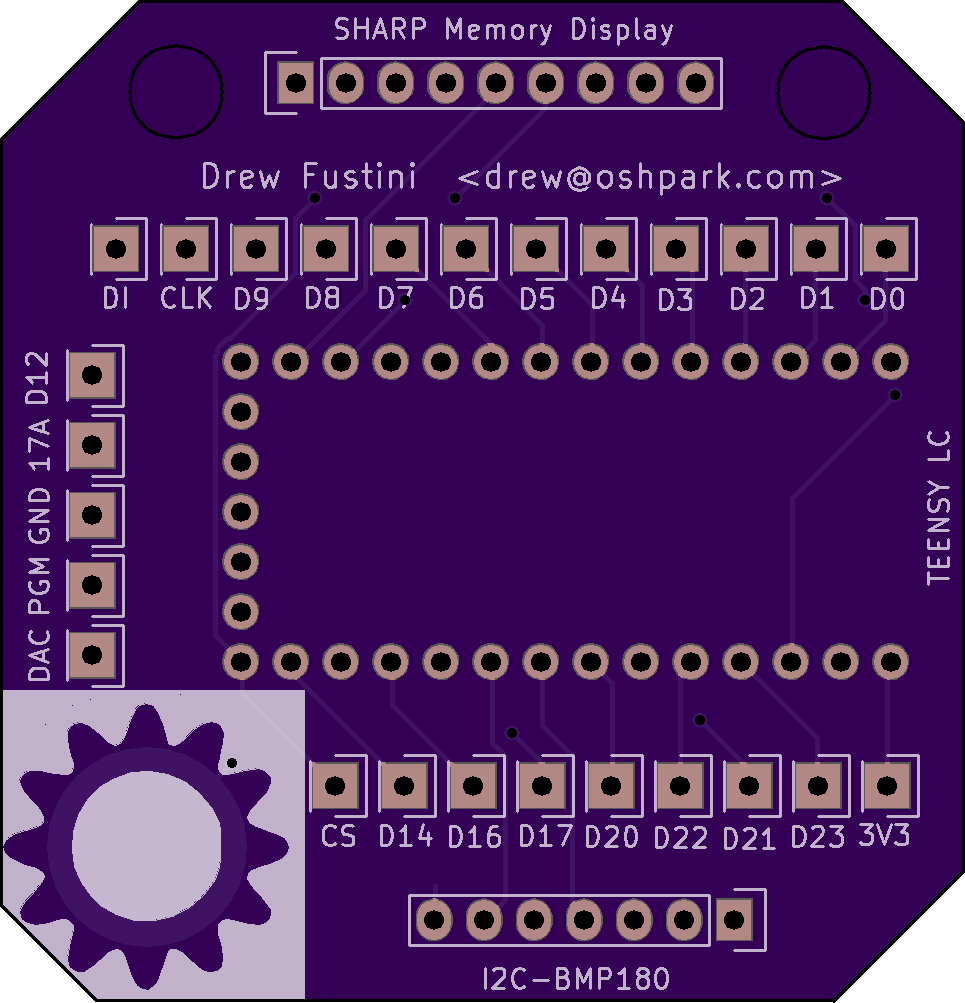 SHARP Memory Display
Drew Fustini <drew@oshpark.com>
DI CLK D9 D8 D7 D6 D5 D4 D3 D2 D1 D0
DAC PGM GND 17A D12
TEENSY LC
CS D14 D16 D17 D20 D22 D21 D23 3V3
I2C-BMP180